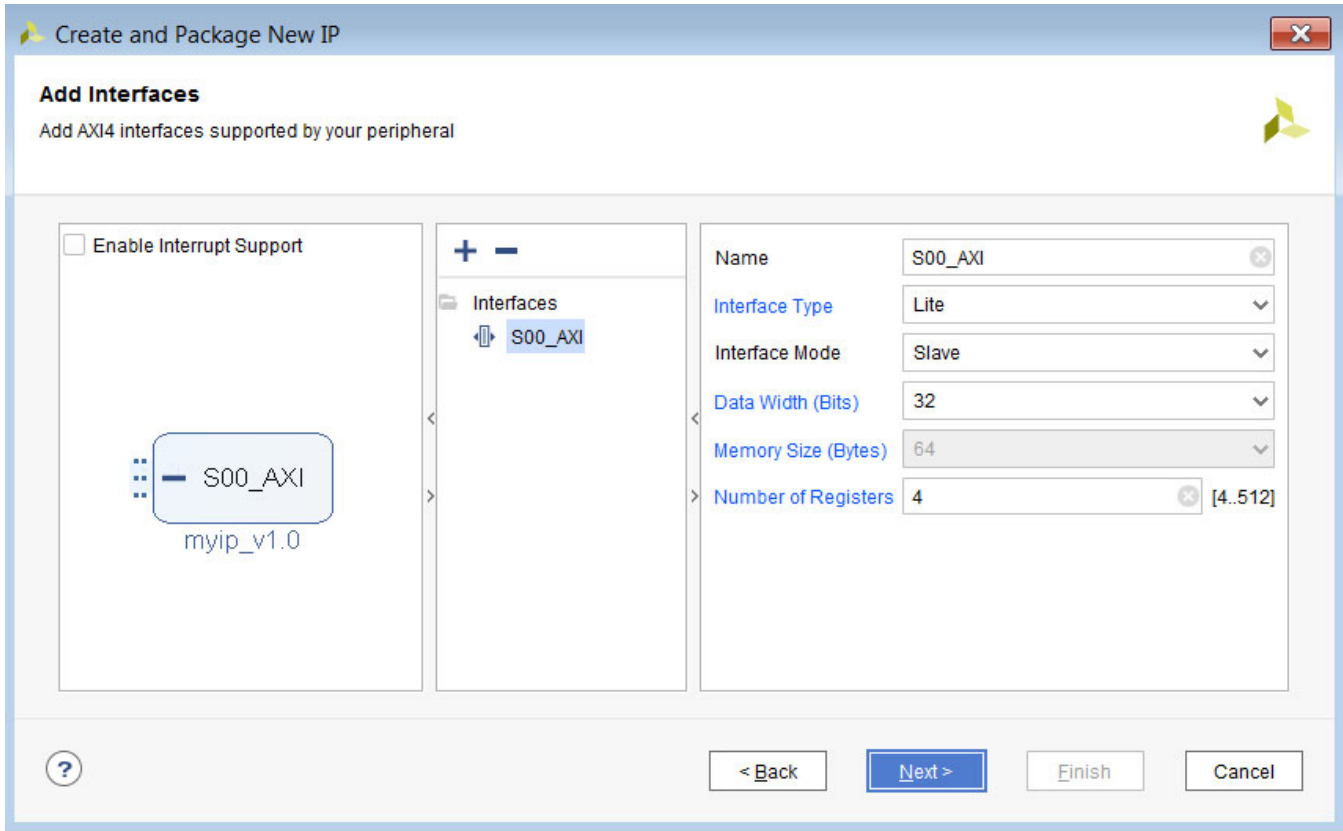 Create and Package New IP
Add Interfaces
Add AXI4 interfaces supported by your peripheral
Enable Interrupt Support
S00_AXI
myip_v1.0
Interfaces
S00_AXI
Name S00_AXI
Interface Type Lite
Interface Mode Slave
Data Width (Bits) 32
Memory Size (Bytes) 64
Number of Registers 4 [4..512]
? < Back Next > Finish Cancel